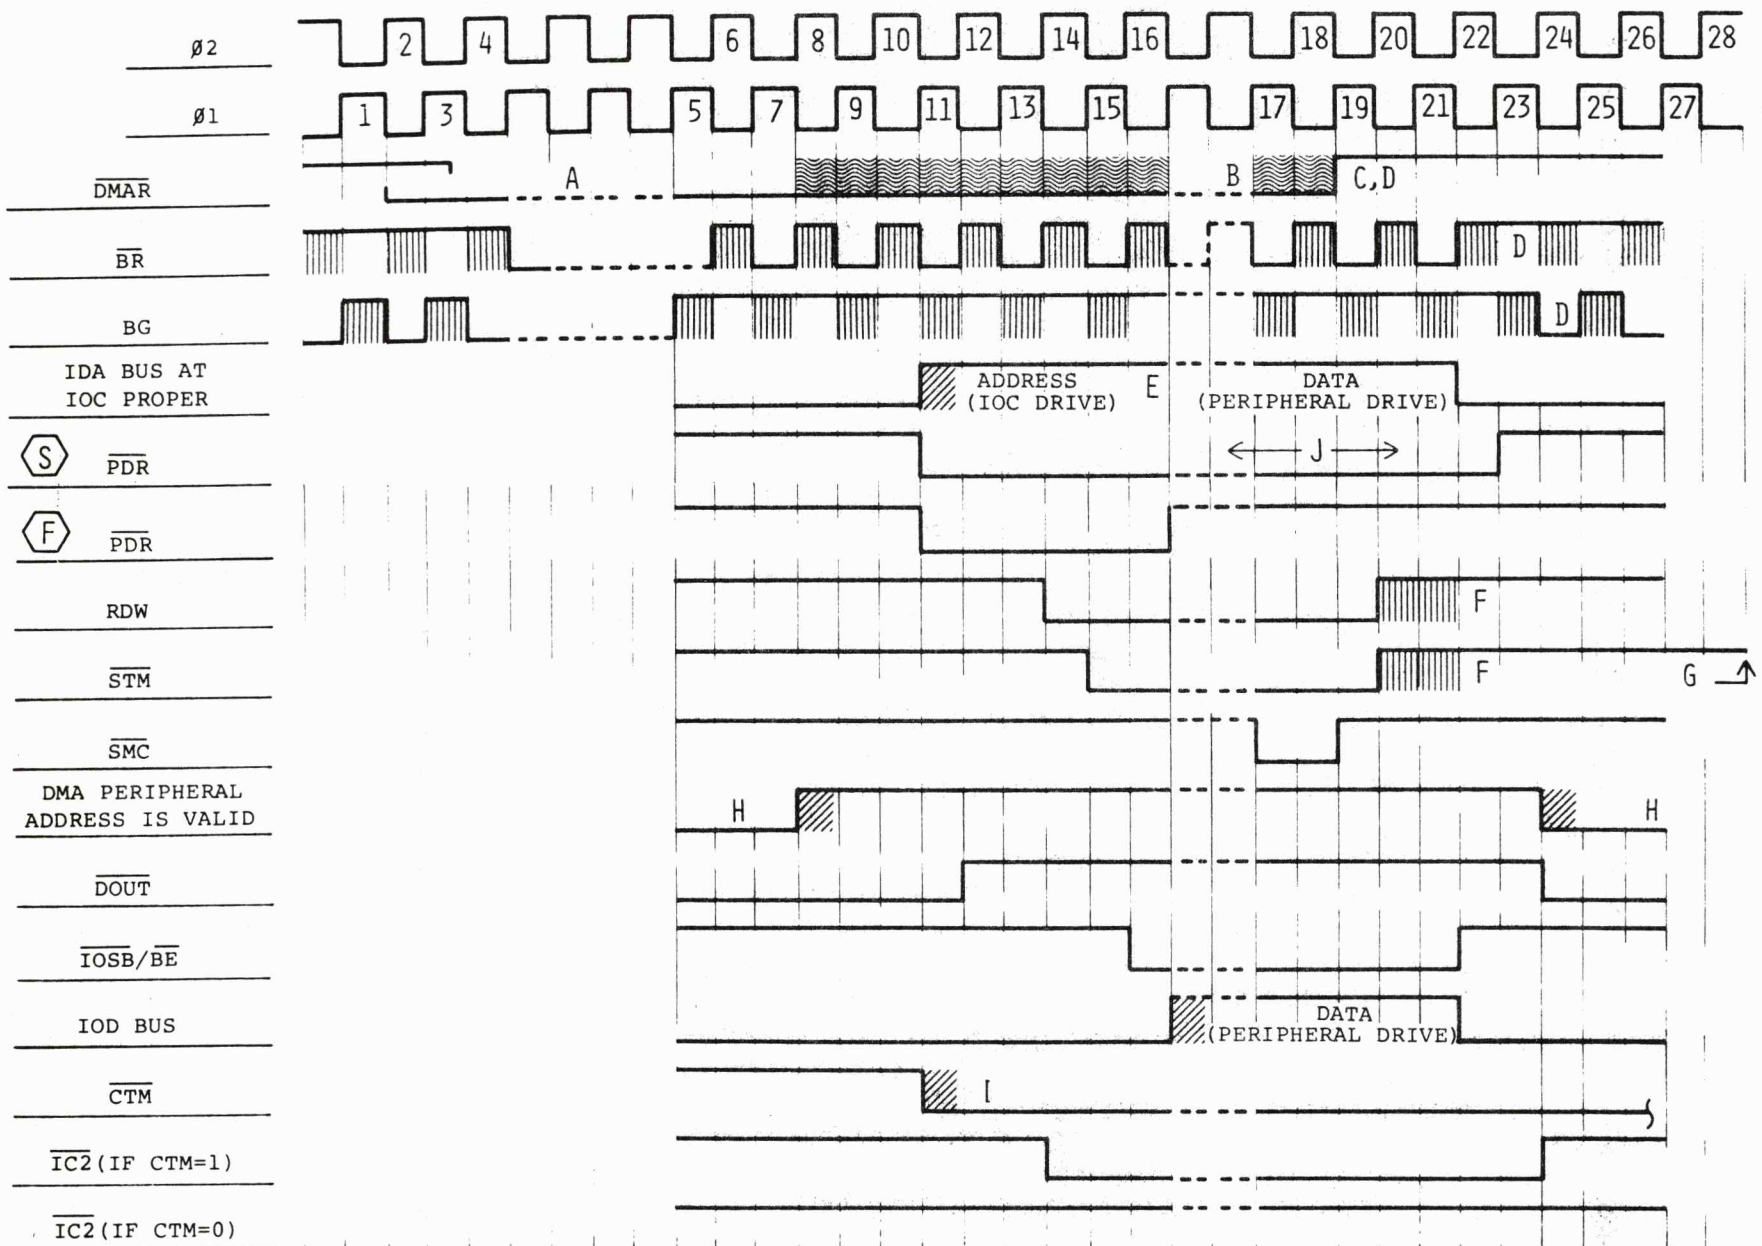 ø2 2 4 6 8 10 12 14 16 18 20 22 24 26 28
ø1 1 3 5 7 9 11 13 15 17 19 21 23 25 27
DMAR A B C,D
BR D
BG D
IDA BUS AT
IOC PROPER
ADDRESS
(IOC DRIVE)
E
DATA
(PERIPHERAL DRIVE)
S PDR J
F PDR
RDW F
STM F G
SMC
DMA PERIPHERAL
ADDRESS IS VALID
H H
DOUT
IOSB/BE
IOD BUS
DATA
(PERIPHERAL DRIVE)
CTM I
IC2(IF CTM=1)
IC2(IF CTM=0)